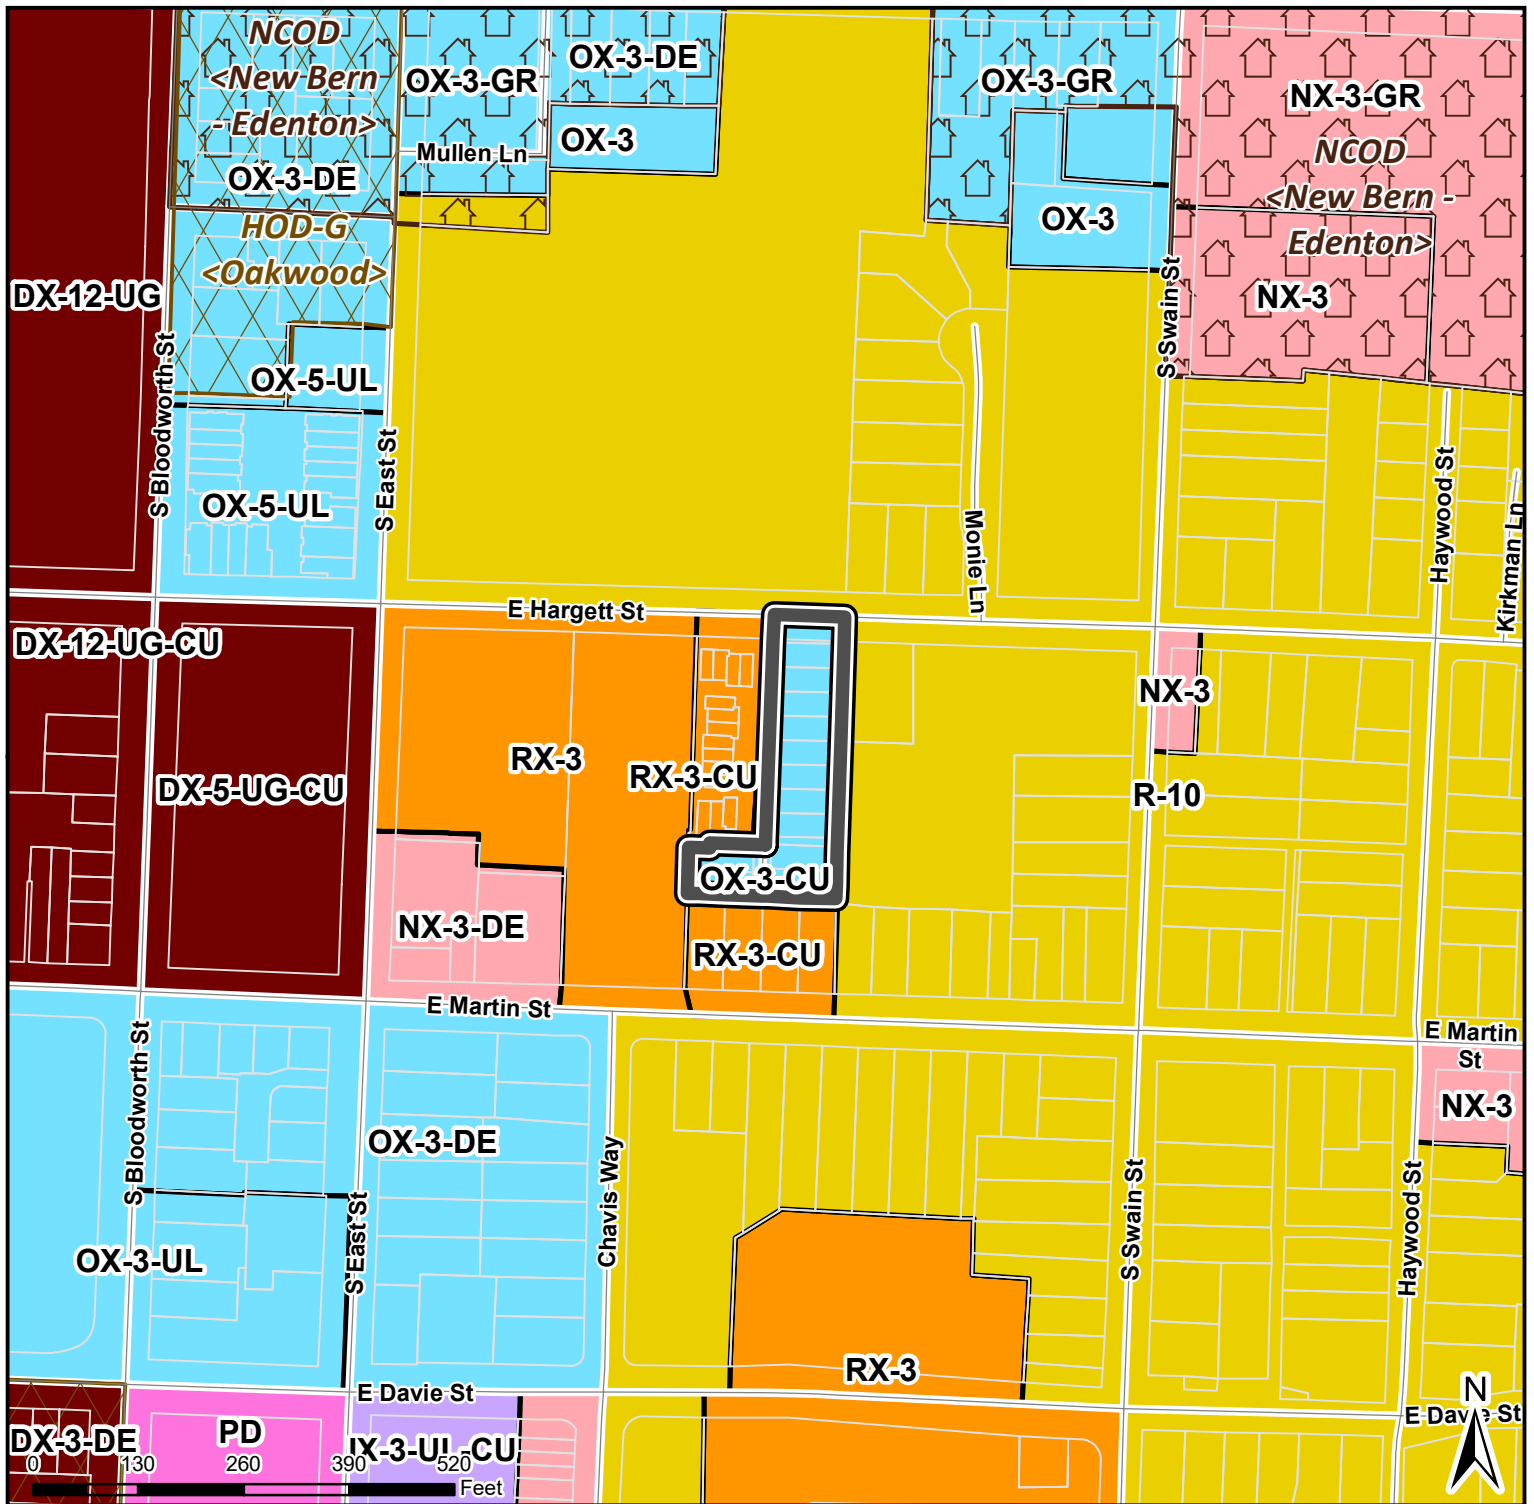 NCOD
<New Bern
- Edenton>
OX-3-DE
OX-3-GR
OX-3-DE
OX-3
Mullen Ln
OX-3-GR
OX-3
NX-3-GR
NCOD
<New Bern -
Edenton>
NX-3
HOD-G
<Oakwood>
DX-12-UG
OX-5-UL
OX-5-UL
S Bloodworth St
S East St
S Swain St
Monie Ln
Haywood St
Kirkman Ln
E Hargett St
DX-12-UG-CU
DX-5-UG-CU
RX-3
RX-3-CU
OX-3-CU
NX-3
R-10
NX-3-DE
RX-3-CU
E Martin St
E Martin
St
NX-3
S Bloodworth St
OX-3-DE
OX-3-UL
S East St
Chavis Way
S Swain St
Haywood St
RX-3
E Davie St
E Davie St
DX-3-DE
PD
IX-3-UL-CU
0 130 260 390 520
Feet
N